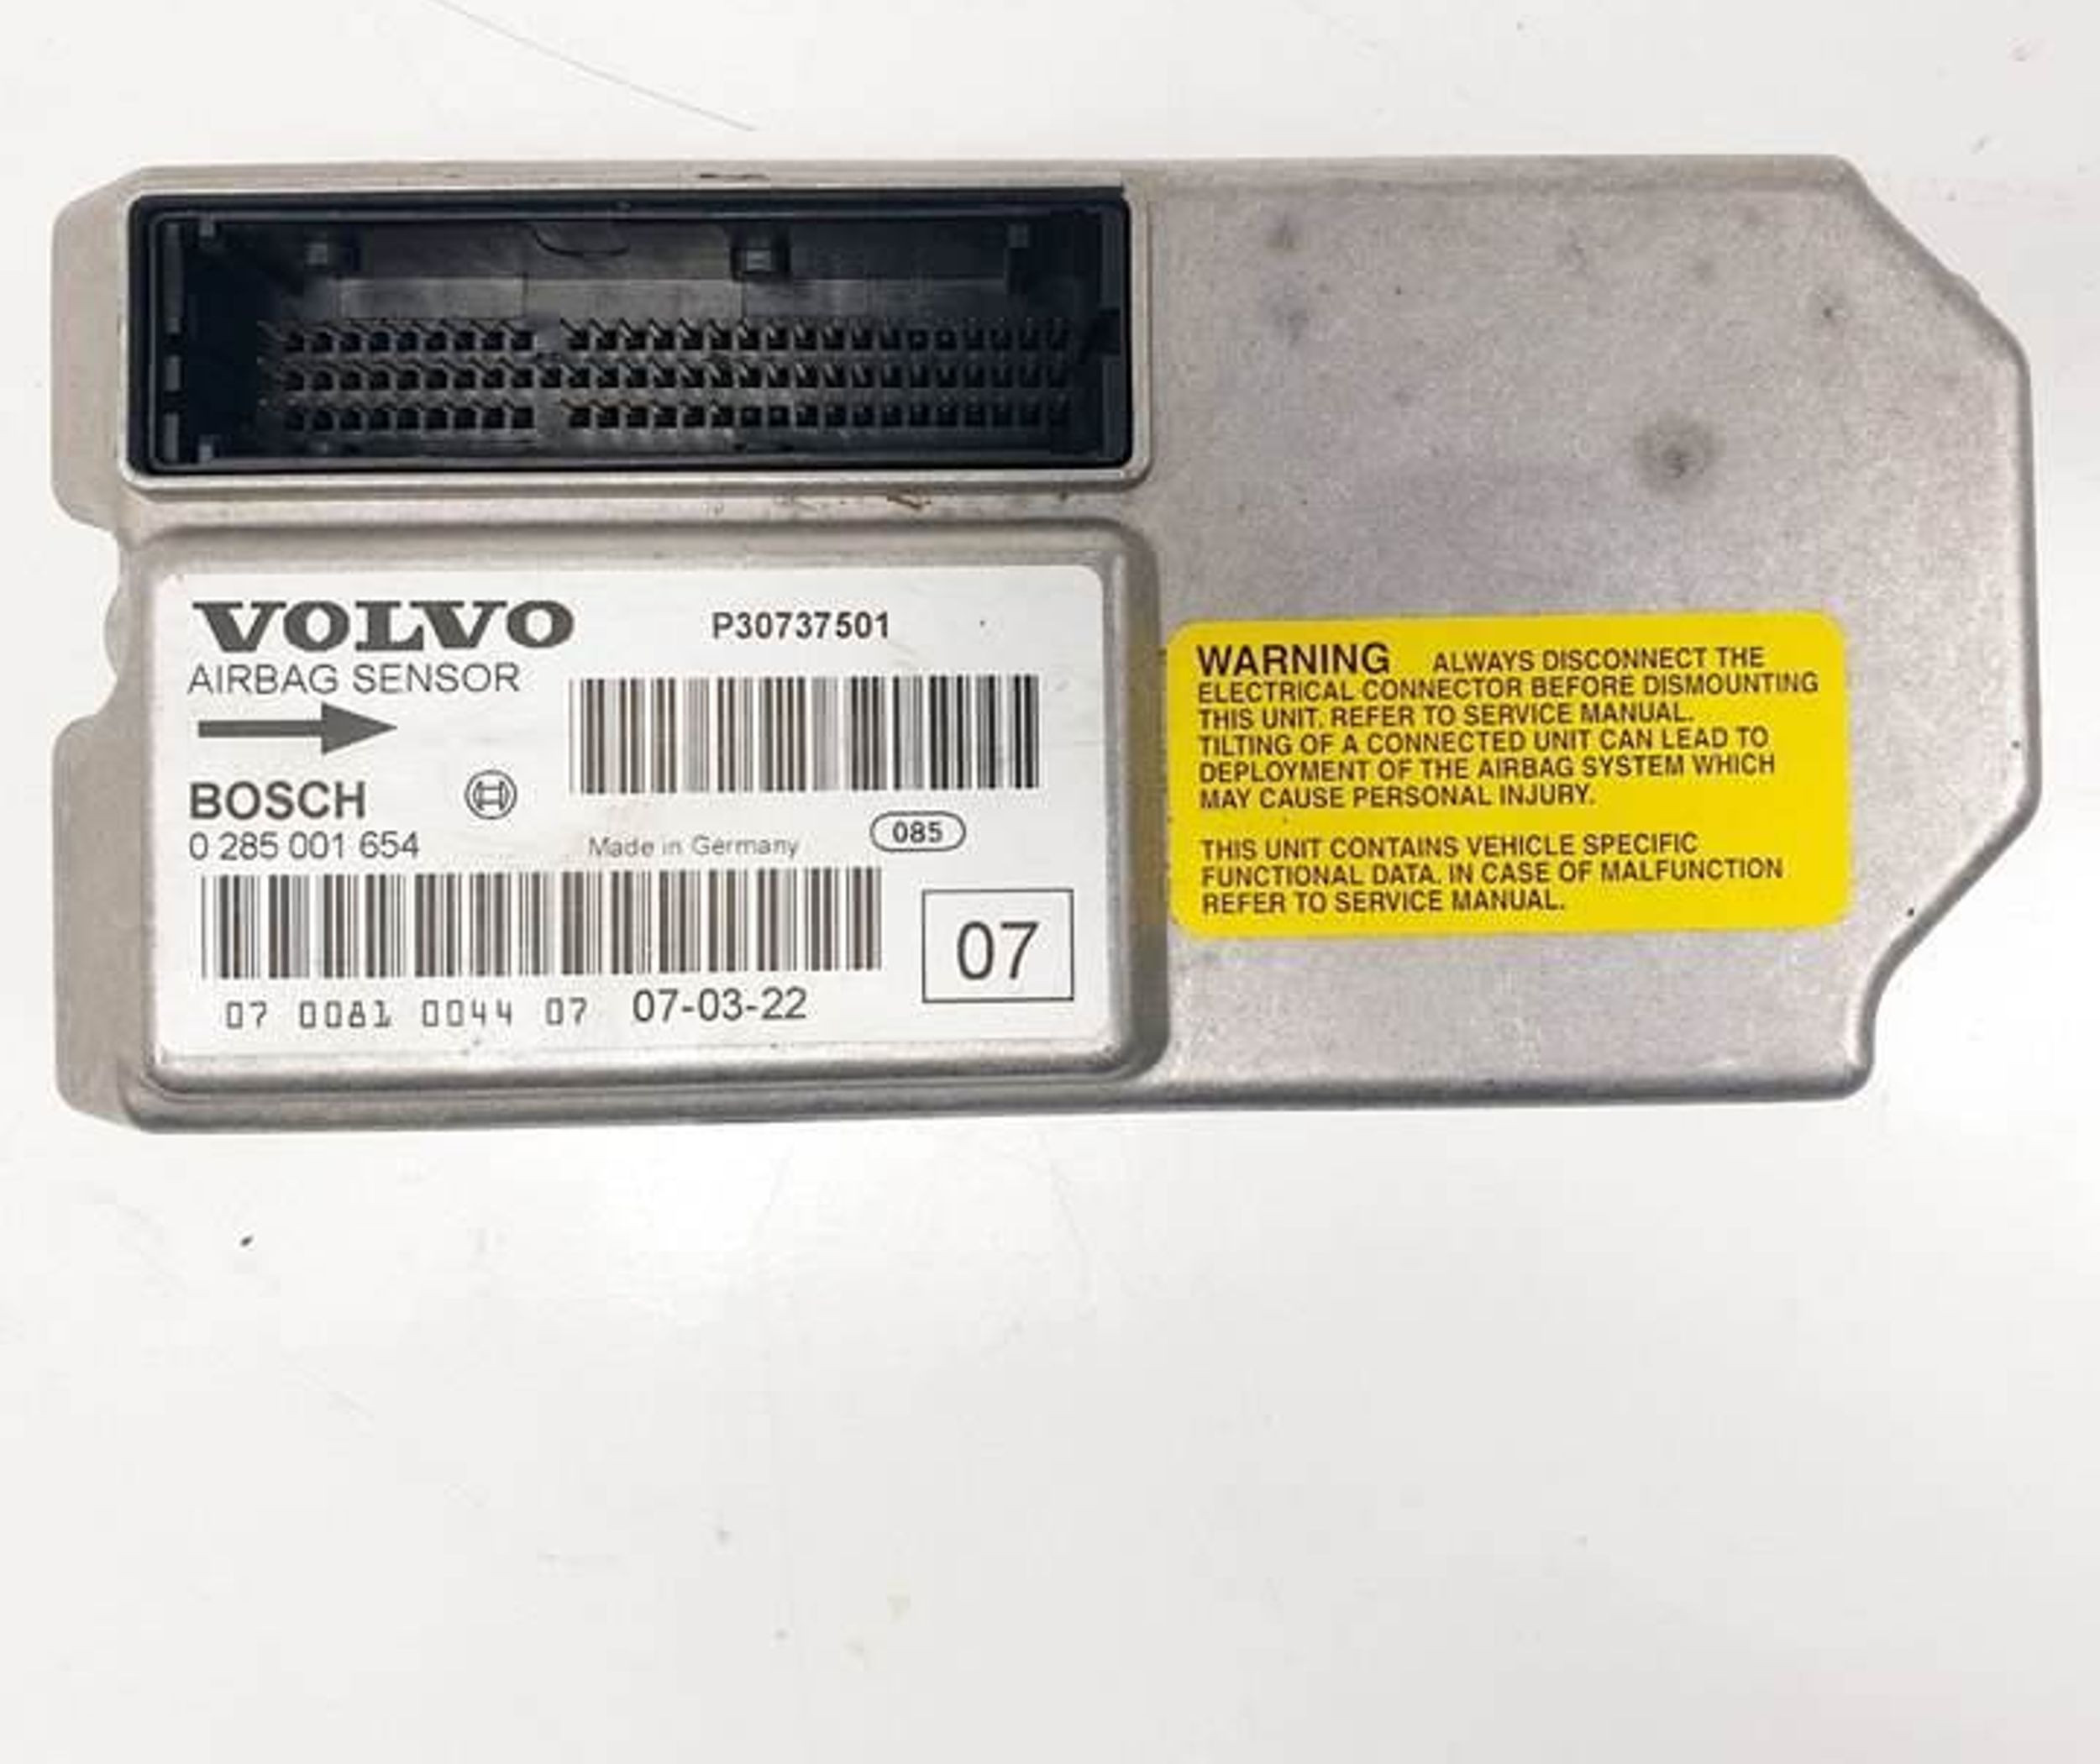 VOLVO
P30737501
AIRBAG SENSOR
BOSCH
0 285 001 654
Made in Germany
085
07 0081 0044 07 07-03-22
07
WARNING ALWAYS DISCONNECT THE
ELECTRICAL CONNECTOR BEFORE DISMOUNTING
THIS UNIT. REFER TO SERVICE MANUAL.
TILTING OF A CONNECTED UNIT CAN LEAD TO
DEPLOYMENT OF THE AIRBAG SYSTEM WHICH
MAY CAUSE PERSONAL INJURY.
THIS UNIT CONTAINS VEHICLE SPECIFIC
FUNCTIONAL DATA. IN CASE OF MALFUNCTION
REFER TO SERVICE MANUAL.